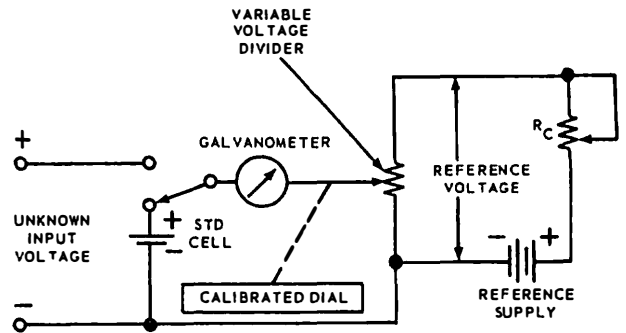 VARIABLE
VOLTAGE
DIVIDER
+
GALVANOMETER
R_C
REFERENCE
VOLTAGE
UNKNOWN
INPUT
VOLTAGE
+
-
STD
CELL
-
+
CALIBRATED DIAL
REFERENCE
SUPPLY
-